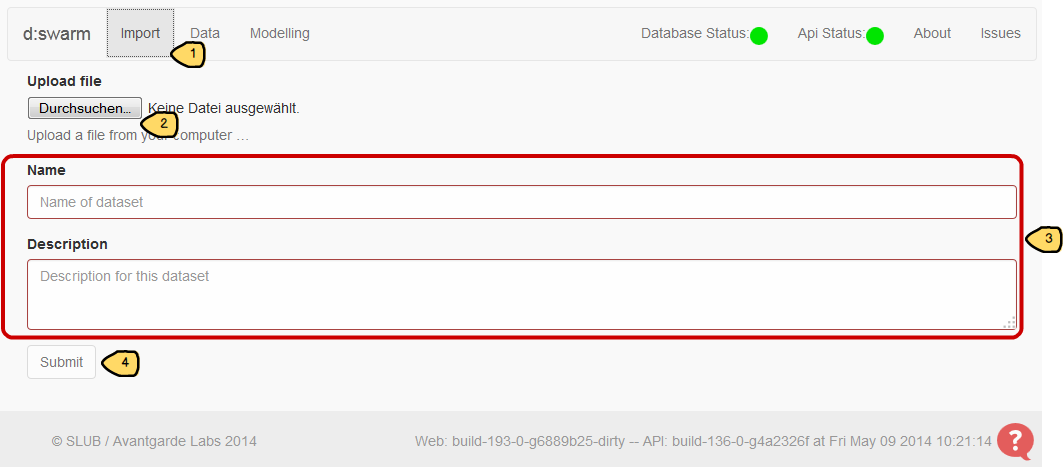 d:swarm Import Data Modelling Database Status: Api Status: About Issues
1
Upload file
Durchsuchen... Keine Datei ausgewählt.
2
Upload a file from your computer ...
Name
Name of dataset
3
Description
Description for this dataset
Submit 4
© SLUB / Avantgarde Labs 2014 Web: build-193-0-g6889b25-dirty -- API: build-136-0-g4a2326f at Fri May 09 2014 10:21:14 ?